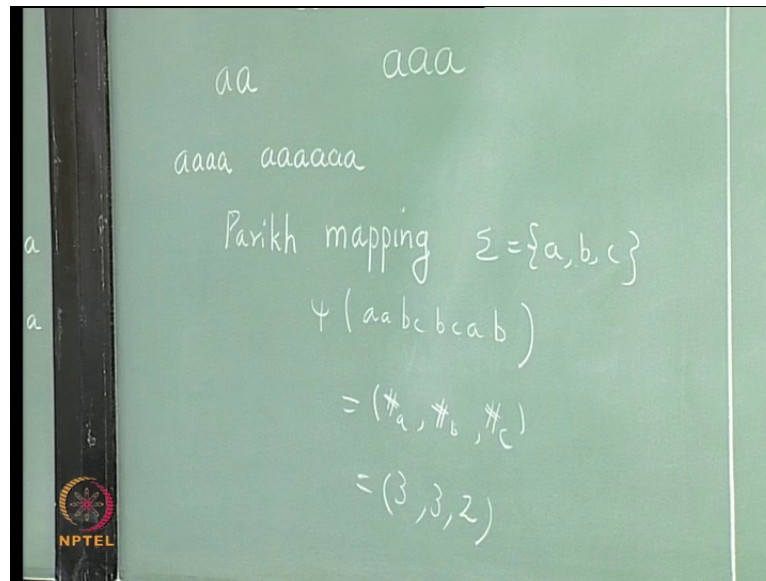 aa aaa
aaaa aaaaaa
Parikh mapping Σ = {a, b, c}
a
ψ (aabcbcab)
a
= (#a, #b, #c)
= (3, 3, 2)
NPTEL